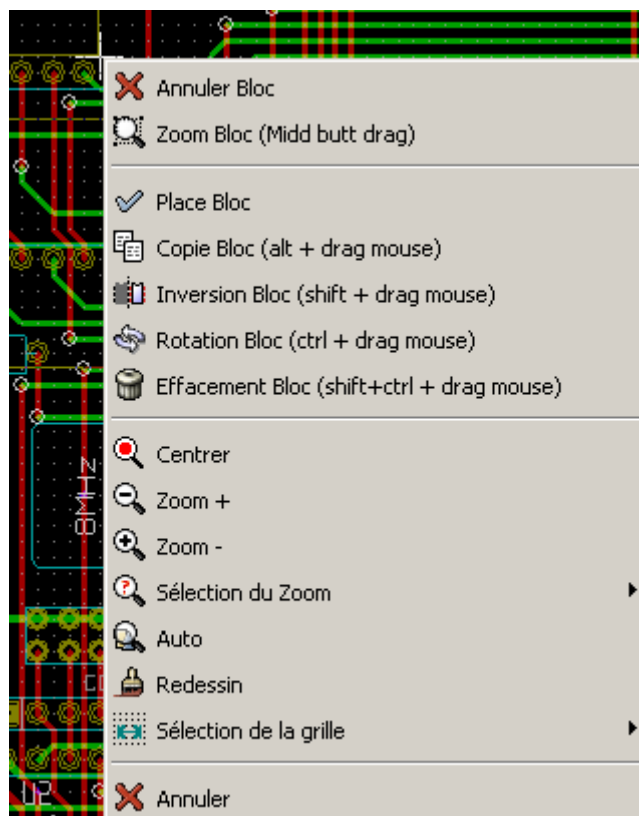 Annuler Bloc
Zoom Bloc (Midd butt drag)
Place Bloc
Copie Bloc (alt + drag mouse)
Inversion Bloc (shift + drag mouse)
Rotation Bloc (ctrl + drag mouse)
Effacement Bloc (shift+ctrl + drag mouse)
8MHz
Centrer
Zoom +
Zoom -
Sélection du Zoom
Auto
Redessin
Sélection de la grille
U2
Annuler